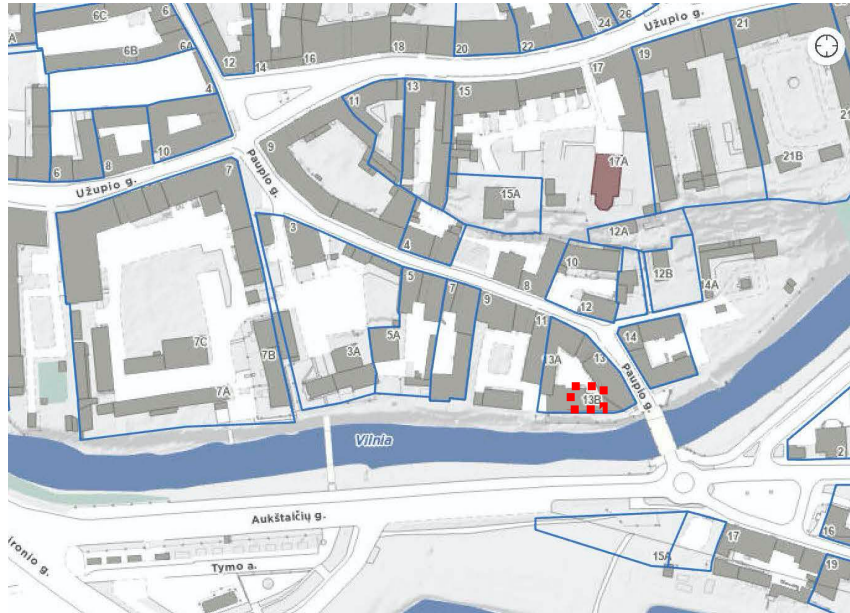 6C
6
6B
6A
4
12
14
16
18
20
22
24
26
Užupio g.
21
19
17
15
13
11
9
17A
21B
21
6
8
10
Užupio g.
7
Paupio g.
15A
12A
3
4
10
12B
8
14A
5
7
9
12
11
14
7C
7B
3A
5A
13A
13
13B
Paupio g.
7A
Vilnia
2
Aukštaičių g.
17
16
15A
19
Tymo a.
ironio g.